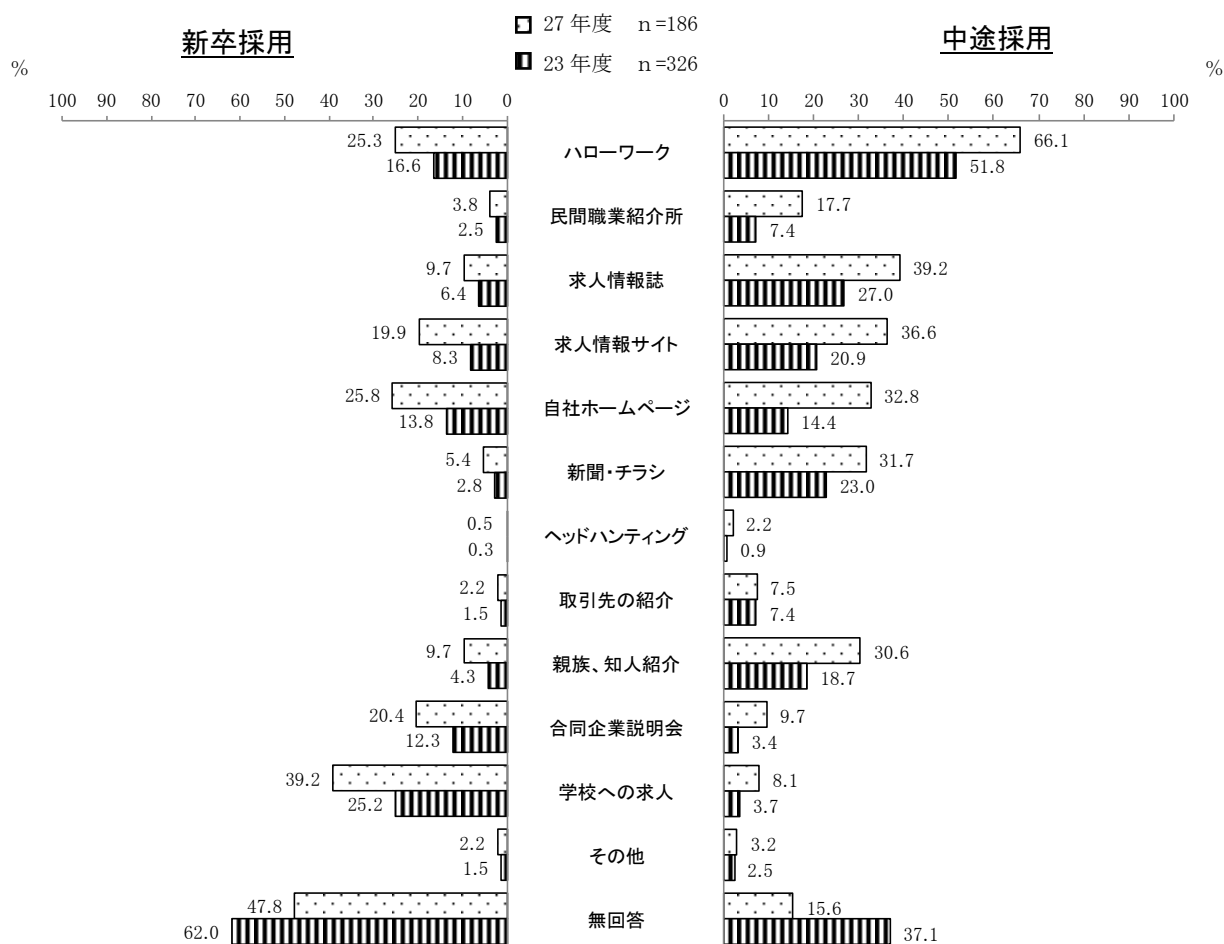 新卒採用
27 年度　n=186
23 年度　n=326
中途採用
%
%
100 90 80 70 60 50 40 30 20 10 0
0 10 20 30 40 50 60 70 80 90 100
25.3
16.6
ハローワーク
66.1
51.8
3.8
2.5
民間職業紹介所
17.7
7.4
9.7
6.4
求人情報誌
39.2
27.0
19.9
8.3
求人情報サイト
36.6
20.9
25.8
13.8
自社ホームページ
32.8
14.4
5.4
2.8
新聞・チラシ
31.7
23.0
0.5
0.3
ヘッドハンティング
2.2
0.9
2.2
1.5
取引先の紹介
7.5
7.4
9.7
4.3
親族、知人紹介
30.6
18.7
20.4
12.3
合同企業説明会
9.7
3.4
39.2
25.2
学校への求人
8.1
3.7
2.2
1.5
その他
3.2
2.5
47.8
62.0
無回答
15.6
37.1